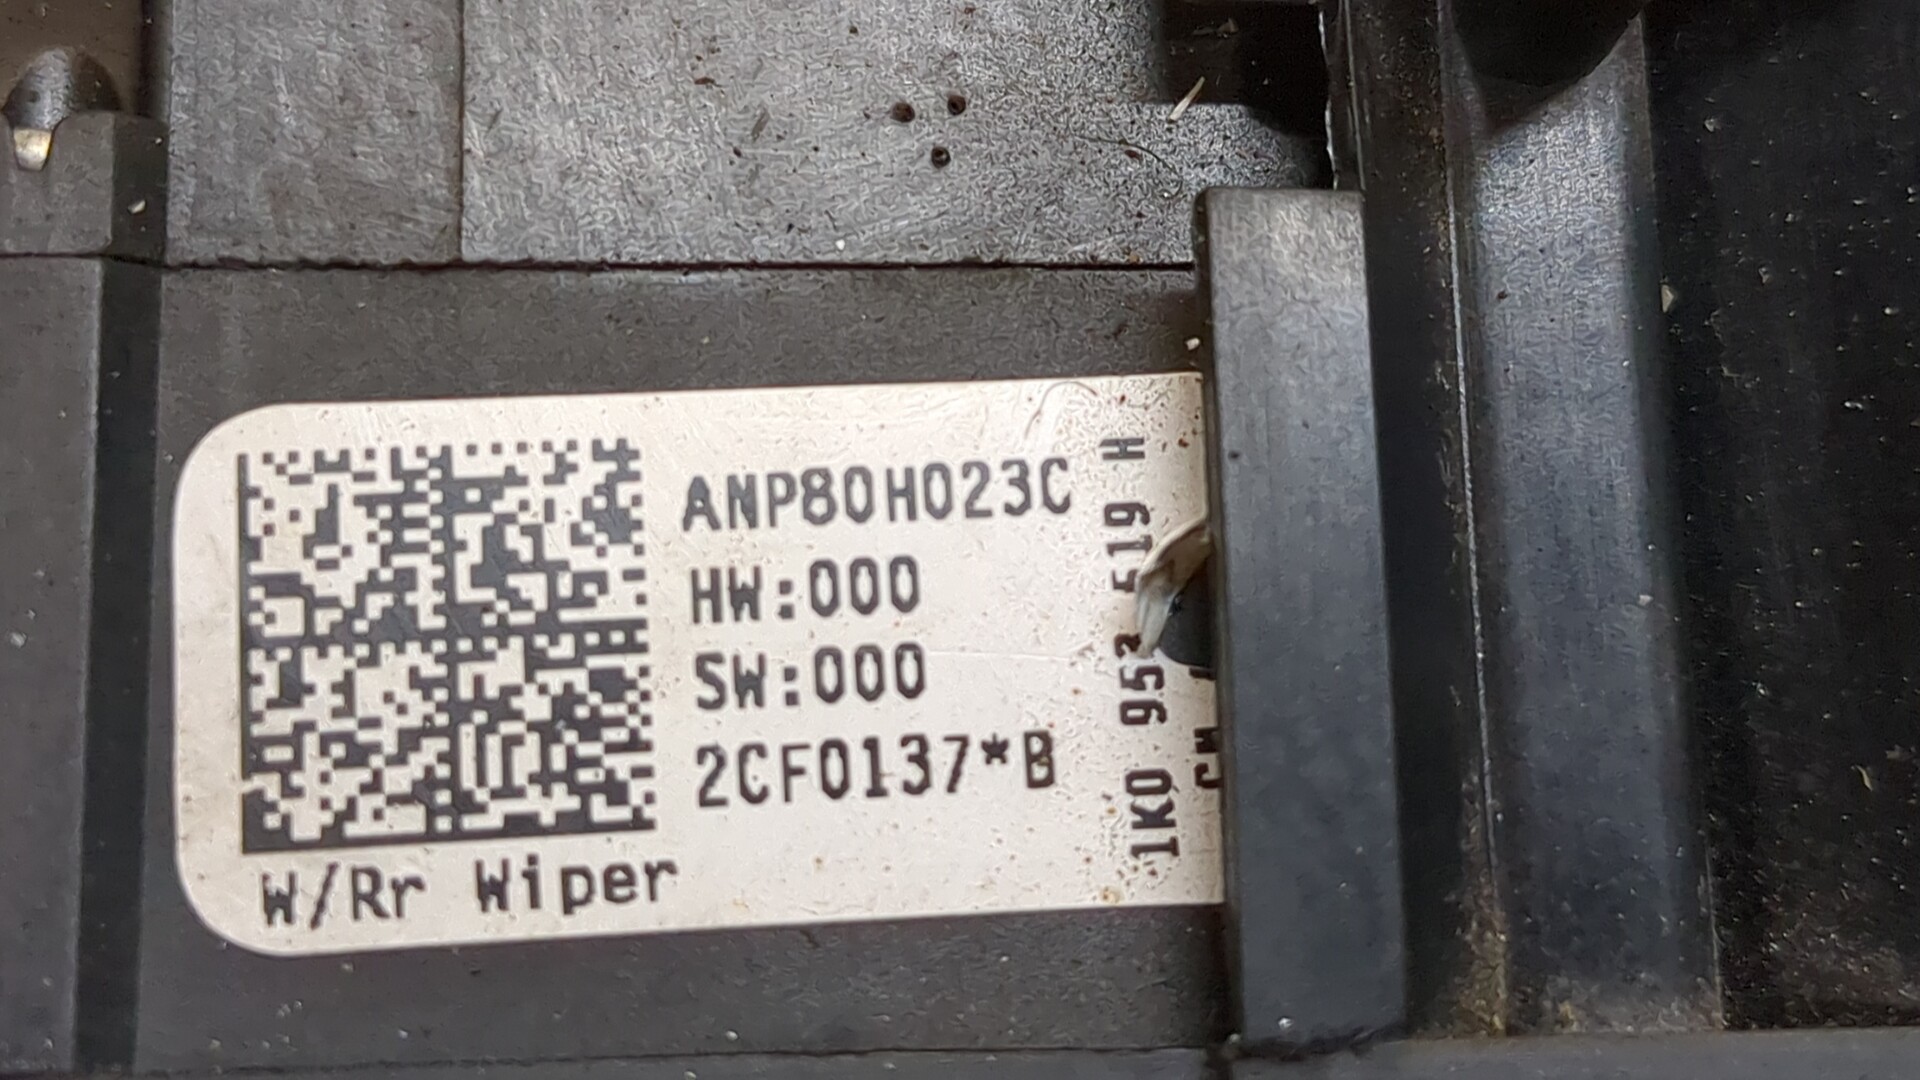 ANP80H023C
HW:000
SW:000
2CF0137*B
W/Rr Wiper
1K0 953 519 H